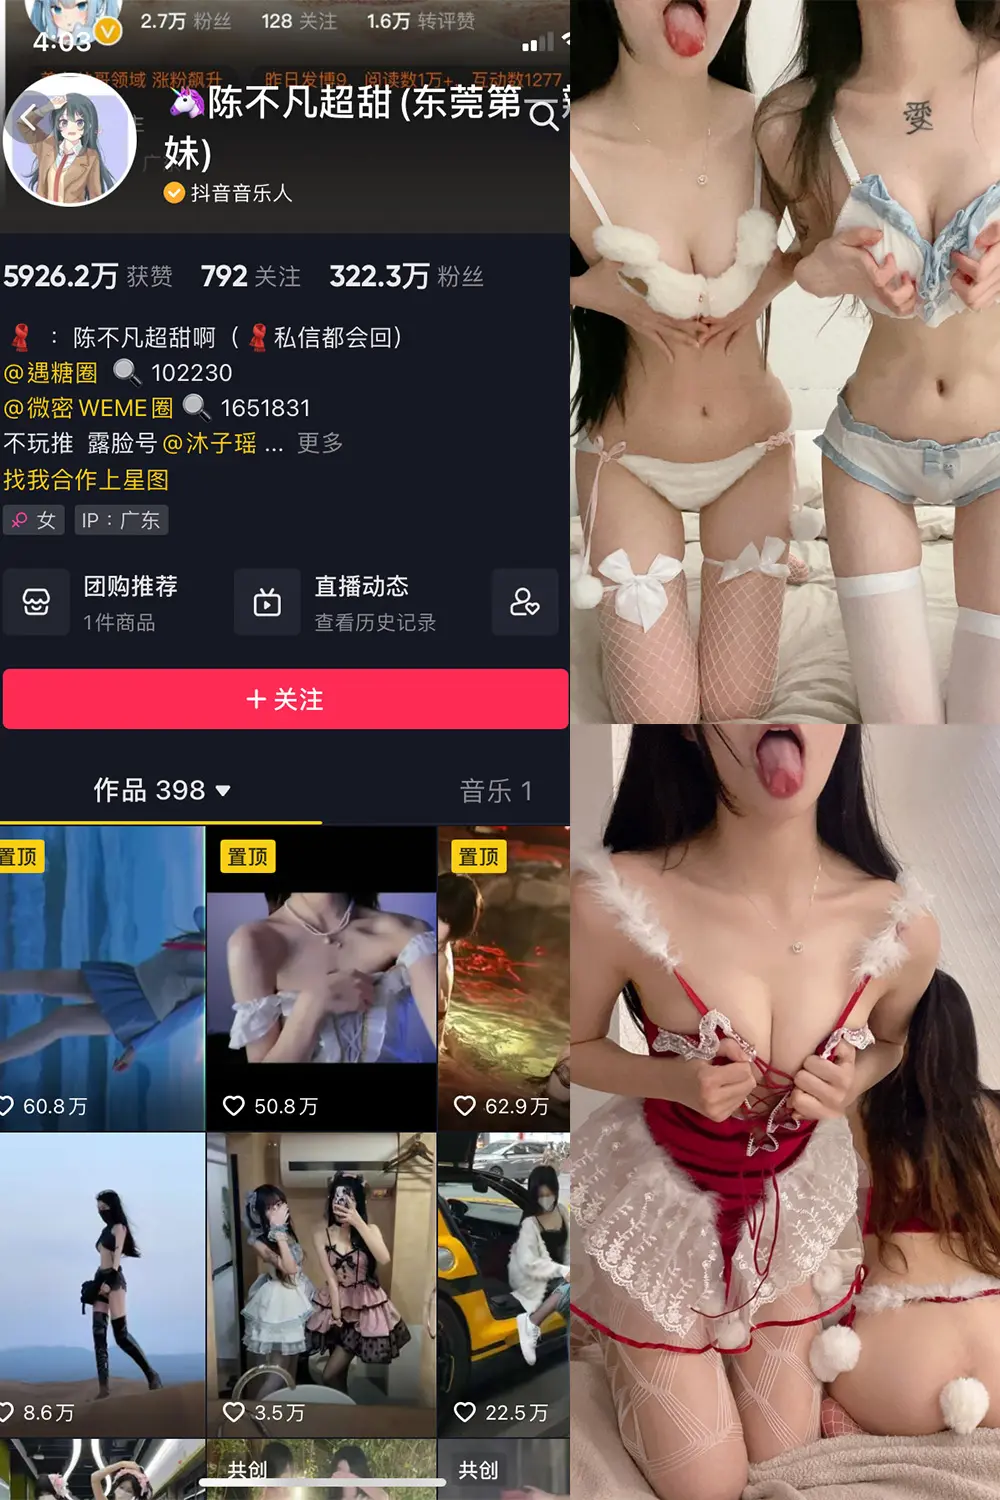 2.7万 粉丝 128 关注 1.6万 转评赞
4:03
领域 涨粉飙升 昨日发博9 阅读数1万+ 互动数1277
陈不凡超甜(东莞第一辣
妹)
抖音音乐人
5926.2万 获赞 792 关注 322.3万 粉丝
： 陈不凡超甜啊（ 私信都会回）
@遇糖圈 102230
@微密WEME圈 1651831
不玩推 露脸号@沐子瑶 ... 更多
找我合作上星图
女 IP：广东
团购推荐 直播动态
1件商品 查看历史记录
+ 关注
作品 398 音乐 1
置顶 置顶 置顶
60.8万 50.8万 62.9万
8.6万 3.5万 22.5万
共创 共创
愛